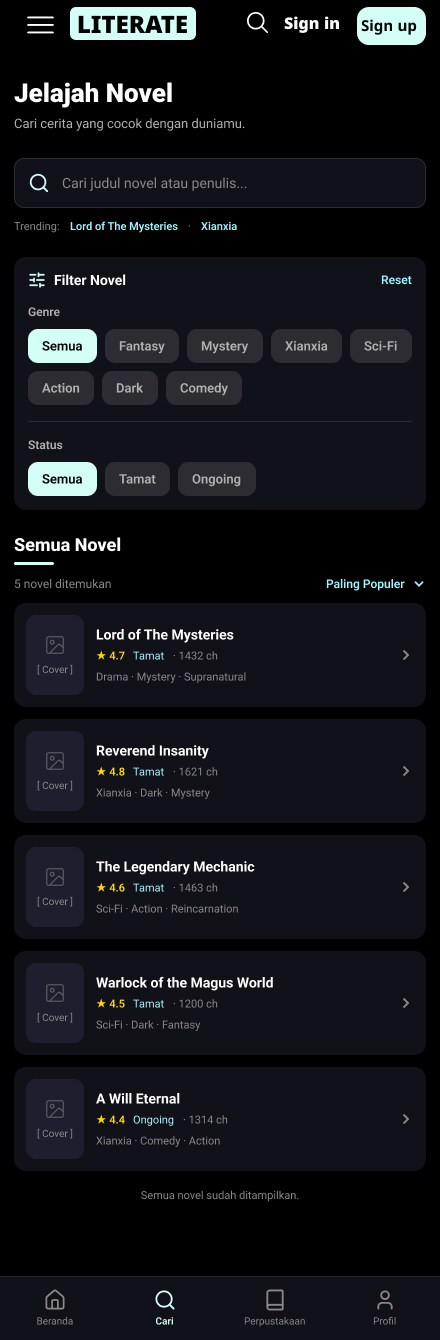 LITERATE Sign in Sign up
Jelajah Novel
Cari cerita yang cocok dengan duniamu.
Cari judul novel atau penulis...
Trending: Lord of The Mysteries · Xianxia
Filter Novel Reset
Genre
Semua Fantasy Mystery Xianxia Sci-Fi
Action Dark Comedy
Status
Semua Tamat Ongoing
Semua Novel
5 novel ditemukan Paling Populer
Lord of The Mysteries
★ 4.7 Tamat · 1432 ch
[ Cover ]
Drama · Mystery · Supranatural
Reverend Insanity
★ 4.8 Tamat · 1621 ch
[ Cover ]
Xianxia · Dark · Mystery
The Legendary Mechanic
★ 4.6 Tamat · 1463 ch
[ Cover ]
Sci-Fi · Action · Reincarnation
Warlock of the Magus World
★ 4.5 Tamat · 1200 ch
[ Cover ]
Sci-Fi · Dark · Fantasy
A Will Eternal
★ 4.4 Ongoing · 1314 ch
[ Cover ]
Xianxia · Comedy · Action
Semua novel sudah ditampilkan.
Beranda Cari Perpustakaan Profil